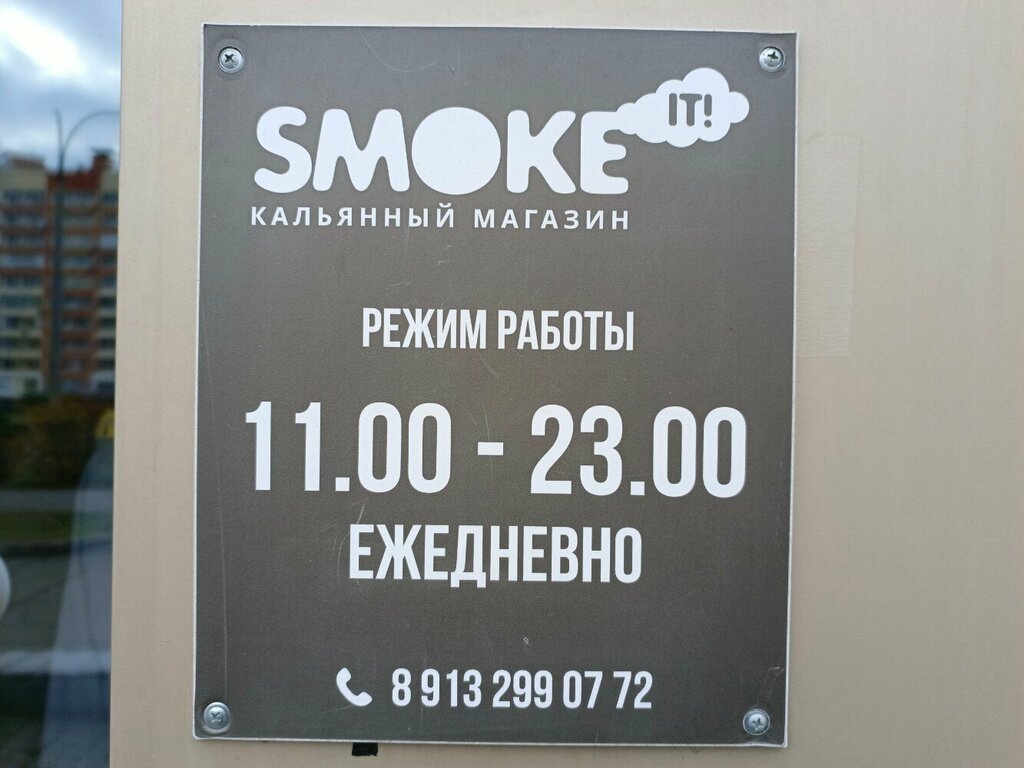 SMOKE IT!
КАЛЬЯННЫЙ МАГАЗИН
РЕЖИМ РАБОТЫ
11.00 - 23.00
ЕЖЕДНЕВНО
8 913 299 07 72